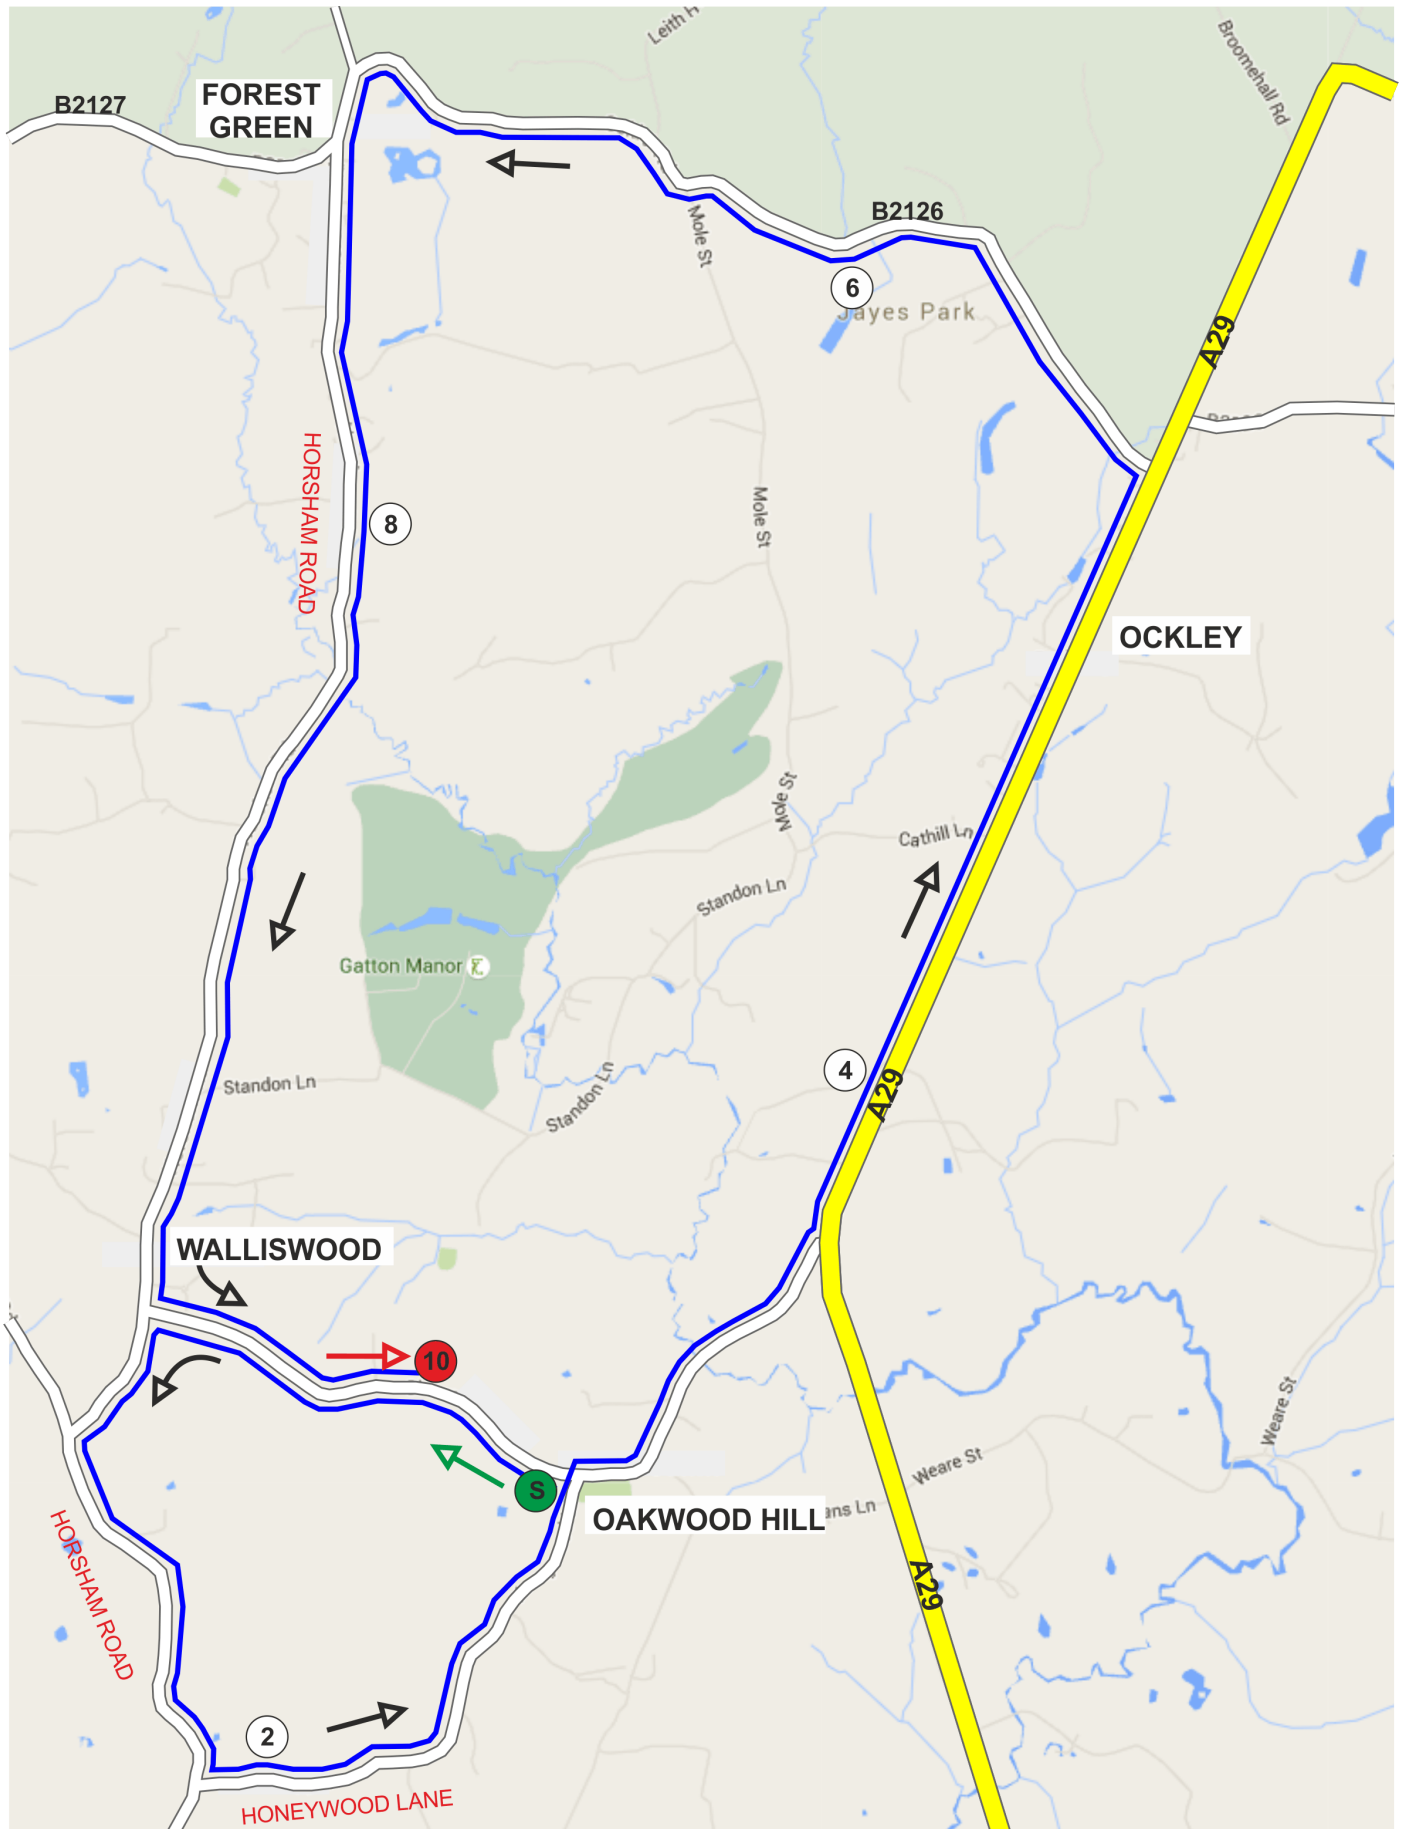 Leith H
Broomehall Rd
FOREST
GREEN
B2127
B2126
Mole St
6
Jayes Park
A29
HORSHAM ROAD
8
Mole St
OCKLEY
Mole St
Cathill Ln
Standon Ln
Gatton Manor
4
A29
Standon Ln
Standon Ln
WALLISWOOD
10
Weare St
Weare St
S
OAKWOOD HILL
ans Ln
HORSHAM ROAD
A29
2
HONEYWOOD LANE